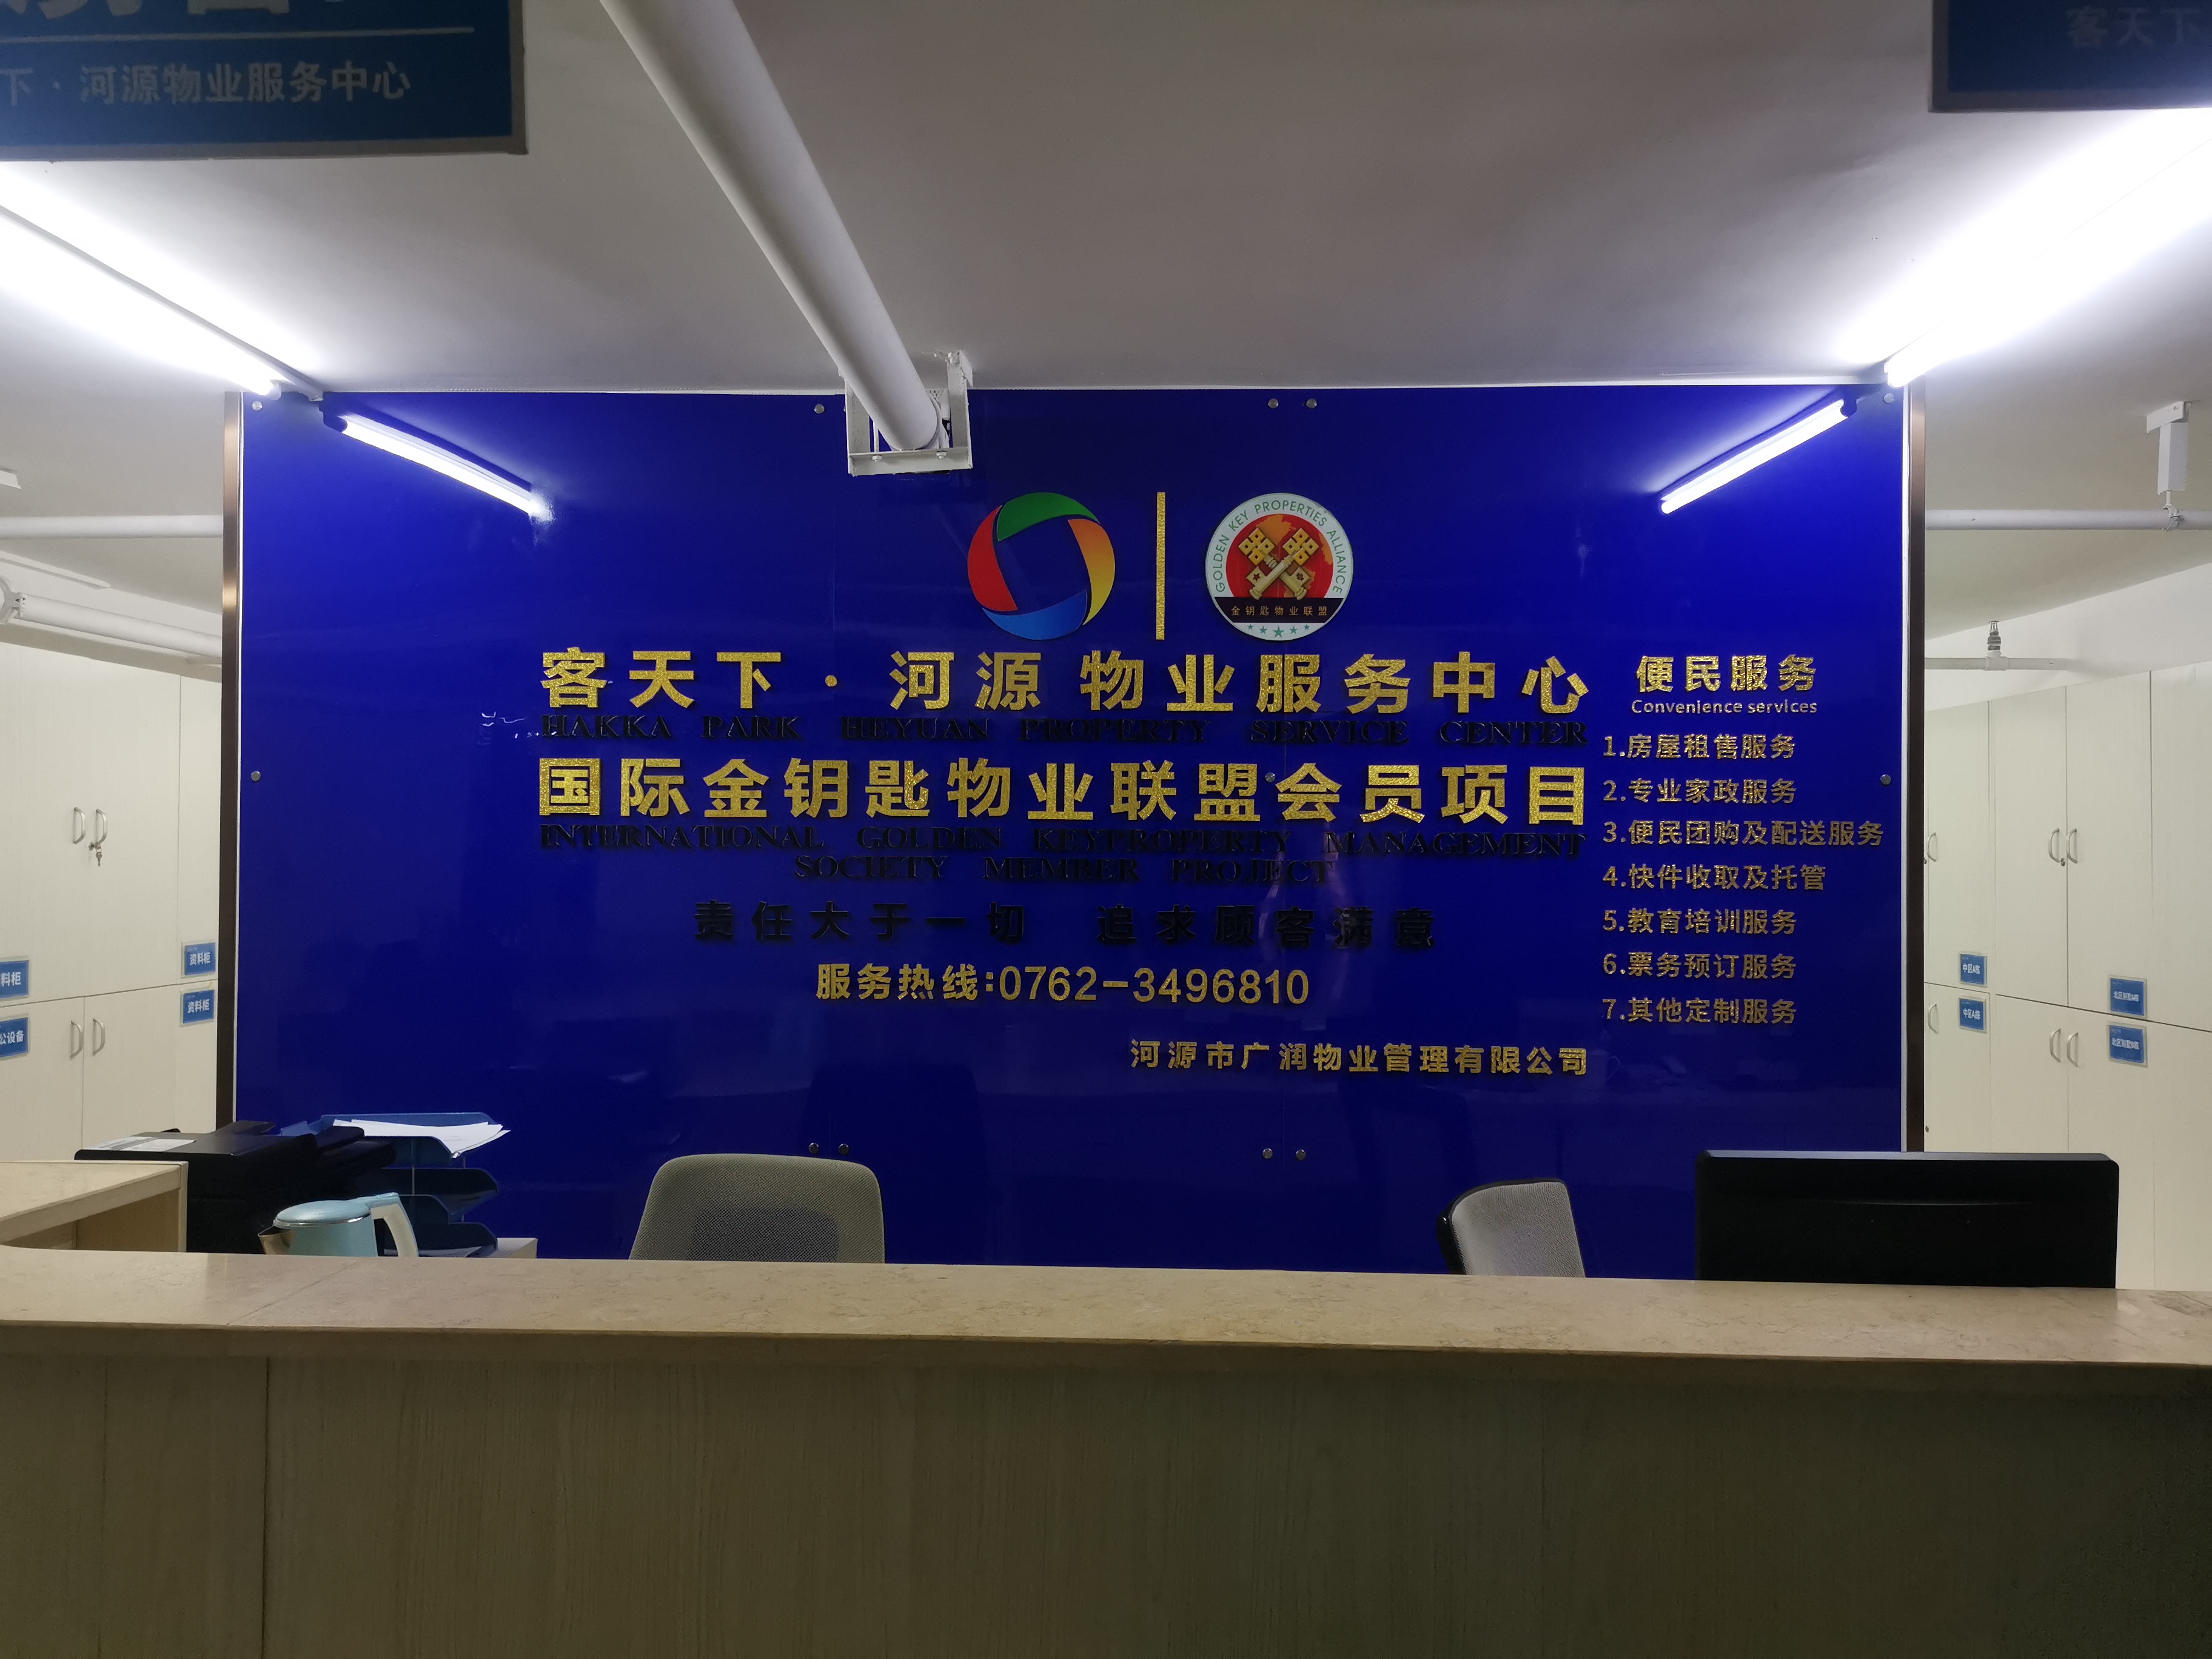 下·河源物业服务中心
客天下
GOLDEN KEY PROPERTIES ALLIANCE
金钥匙物业联盟
客天下·河源 物业服务中心
HAKKA PARK HEYUAN PROPERTY SERVICE CENTER
国际金钥匙物业联盟会员项目
INTERNATIONAL GOLDEN KEYPROPERTY MANAGEMENT
SOCIETY MEMBER PROJECT
责任大于一切 追求顾客满意
服务热线:0762-3496810
河源市广润物业管理有限公司
便民服务
Convenience services
1.房屋租售服务
2.专业家政服务
3.便民团购及配送服务
4.快件收取及托管
5.教育培训服务
6.票务预订服务
7.其他定制服务
资料柜
料柜
资料柜
公设备